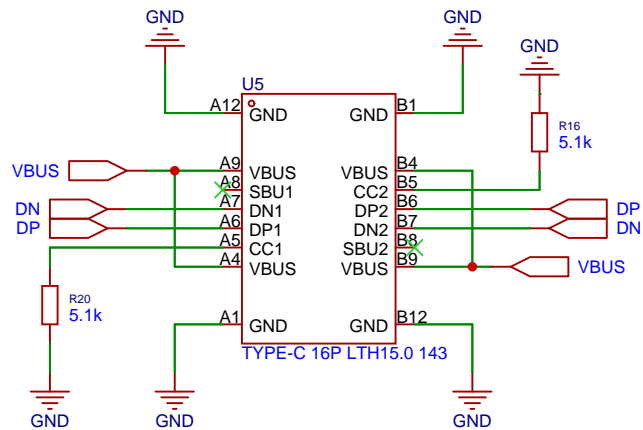 GND
GND
GND
U5
A12
GND
GND
B1
R16
5.1k
VBUS
A9
VBUS
VBUS
B4
A8
SBU1
CC2
B5
DN
A7
DN1
DP2
B6
DP
DP
A6
DP1
DN2
B7
DN
A5
CC1
SBU2
B8
A4
VBUS
VBUS
B9
VBUS
R20
5.1k
A1
GND
GND
B12
TYPE-C 16P LTH15.0 143
GND
GND
GND